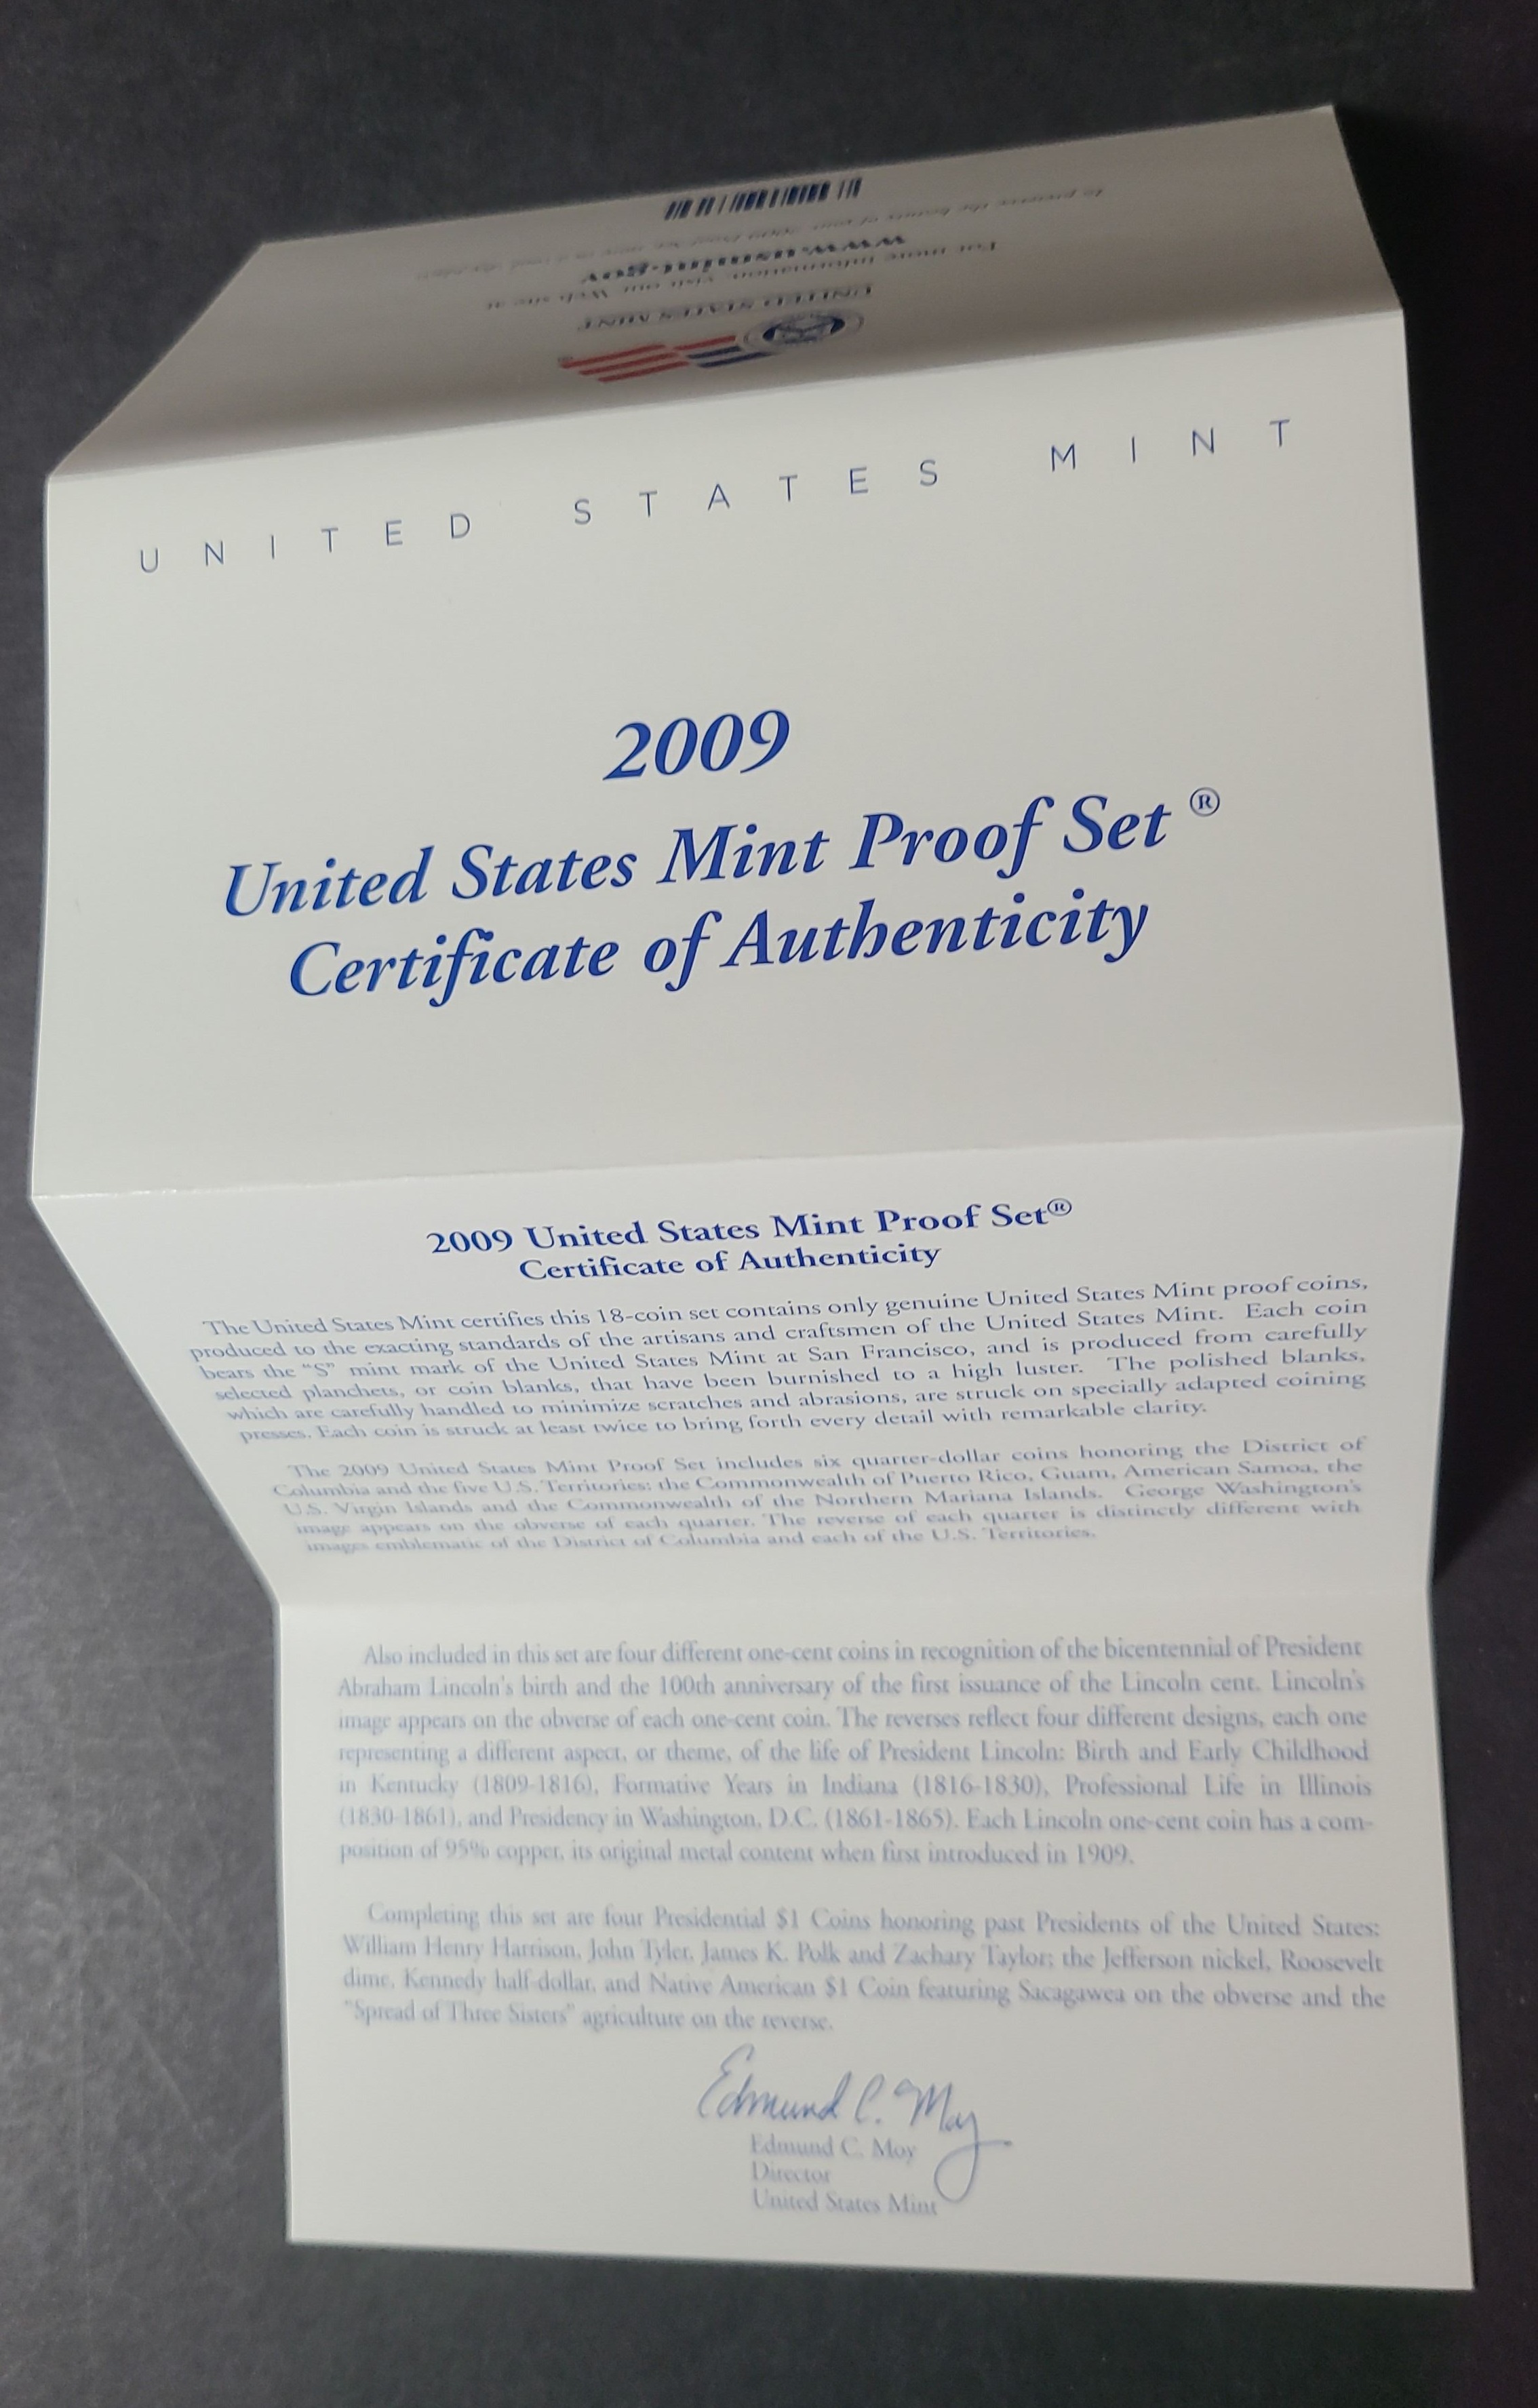 www.usmint.gov
For more information, visit our Web site at
UNITED STATES MINT
UNITED STATES MINT
2009
United States Mint Proof Set ®
Certificate of Authenticity
2009 United States Mint Proof Set®
Certificate of Authenticity
The United States Mint certifies this 18-coin set contains only genuine United States Mint proof coins,
produced to the exacting standards of the artisans and craftsmen of the United States Mint. Each coin
bears the “S” mint mark of the United States Mint at San Francisco, and is produced from carefully
selected planchets, or coin blanks, that have been burnished to a high luster. The polished blanks,
which are carefully handled to minimize scratches and abrasions, are struck on specially adapted coining
presses. Each coin is struck at least twice to bring forth every detail with remarkable clarity.
The 2009 United States Mint Proof Set includes six quarter-dollar coins honoring the District of
Columbia and the five U.S. Territories: the Commonwealth of Puerto Rico, Guam, American Samoa, the
U.S. Virgin Islands and the Commonwealth of the Northern Mariana Islands. George Washington's
image appears on the obverse of each quarter. The reverse of each quarter is distinctly different with
images emblematic of the District of Columbia and each of the U.S. Territories.
Also included in this set are four different one-cent coins in recognition of the bicentennial of President
Abraham Lincoln's birth and the 100th anniversary of the first issuance of the Lincoln cent. Lincoln's
image appears on the obverse of each one-cent coin. The reverses reflect four different designs, each one
representing a different aspect, or theme, of the life of President Lincoln: Birth and Early Childhood
in Kentucky (1809-1816), Formative Years in Indiana (1816-1830), Professional Life in Illinois
(1830-1861), and Presidency in Washington, D.C. (1861-1865). Each Lincoln one-cent coin has a com-
position of 95% copper, its original metal content when first introduced in 1909.
Completing this set are four Presidential $1 Coins honoring past Presidents of the United States:
William Henry Harrison, John Tyler, James K. Polk and Zachary Taylor; the Jefferson nickel, Roosevelt
dime, Kennedy half-dollar, and Native American $1 Coin featuring Sacagawea on the obverse and the
"Spread of Three Sisters" agriculture on the reverse.
Edmund C. Moy
Edmund C. Moy
Director
United States Mint